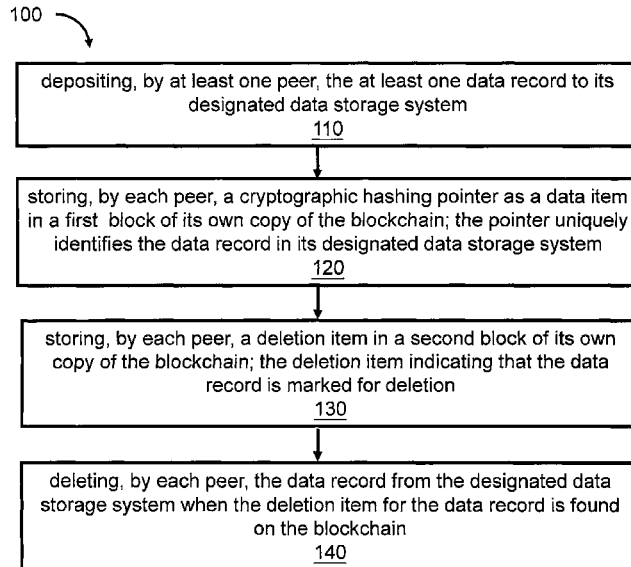 100
depositing, by at least one peer, the at least one data record to its
designated data storage system
110
storing, by each peer, a cryptographic hashing pointer as a data item
in a first block of its own copy of the blockchain; the pointer uniquely
identifies the data record in its designated data storage system
120
storing, by each peer, a deletion item in a second block of its own
copy of the blockchain; the deletion item indicating that the data
record is marked for deletion
130
deleting, by each peer, the data record from the designated data
storage system when the deletion item for the data record is found
on the blockchain
140